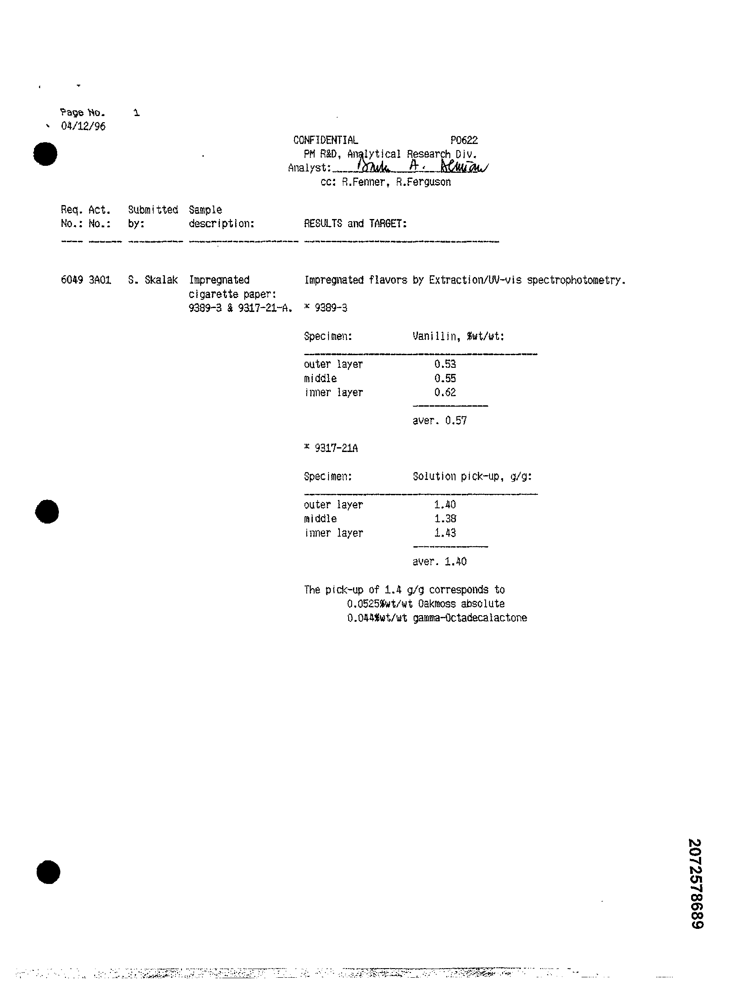 Page No. 1
04/12/96
CONFIDENTIAL P0622
PM R&D, Analytical Research Div.
Analyst: A.
cc: R.Fenner, R.Ferguson
Req. Act. Submitted Sample
No.: No.: by: description: RESULTS and TARGET:
6049 3A01 S. Skalak Impregnated Impregnated flavors by Extraction/UV-vis spectrophotometry.
cigarette paper:
9389-3 & 9317-21-A. * 9389-3
Specimen: Vanillin, %wt/wt:
outer layer 0.53
middle 0.55
inner layer 0.62
aver. 0.57
* 9317-21A
Specimen: Solution pick-up, g/g:
outer layer 1.40
middle 1.38
inner layer 1.43
aver. 1.40
The pick-up of 1.4 g/g corresponds to
0.0525%wt/wt Oakmoss absolute
0.044%wt/wt gamma-Octadecalactone
2072578689